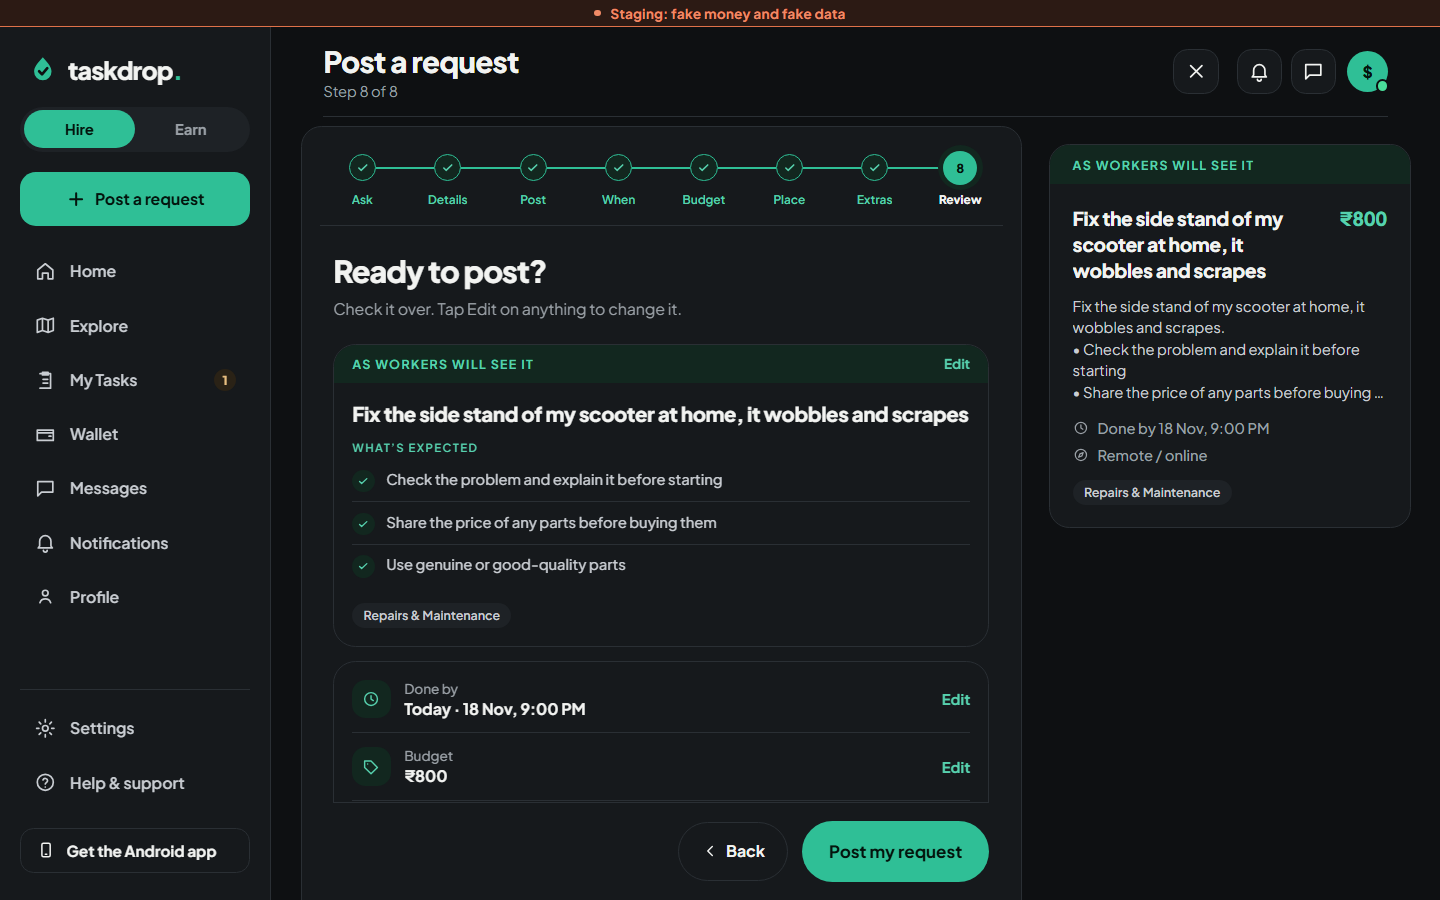 Staging: fake money and fake data
taskdrop.
Hire
Earn
Post a request
Home
Explore
My Tasks
1
Wallet
Messages
Notifications
Profile
Settings
Help & support
Get the Android app
Post a request
Step 8 of 8
$
Ask
Details
Post
When
Budget
Place
Extras
8
Review
Ready to post?
Check it over. Tap Edit on anything to change it.
AS WORKERS WILL SEE IT
Edit
Fix the side stand of my scooter at home, it wobbles and scrapes
WHAT'S EXPECTED
Check the problem and explain it before starting
Share the price of any parts before buying them
Use genuine or good-quality parts
Repairs & Maintenance
Done by
Today · 18 Nov, 9:00 PM
Edit
Budget
₹800
Edit
Back
Post my request
AS WORKERS WILL SEE IT
Fix the side stand of my
scooter at home, it
wobbles and scrapes
₹800
Fix the side stand of my scooter at home, it
wobbles and scrapes.
• Check the problem and explain it before
starting
• Share the price of any parts before buying ...
Done by 18 Nov, 9:00 PM
Remote / online
Repairs & Maintenance